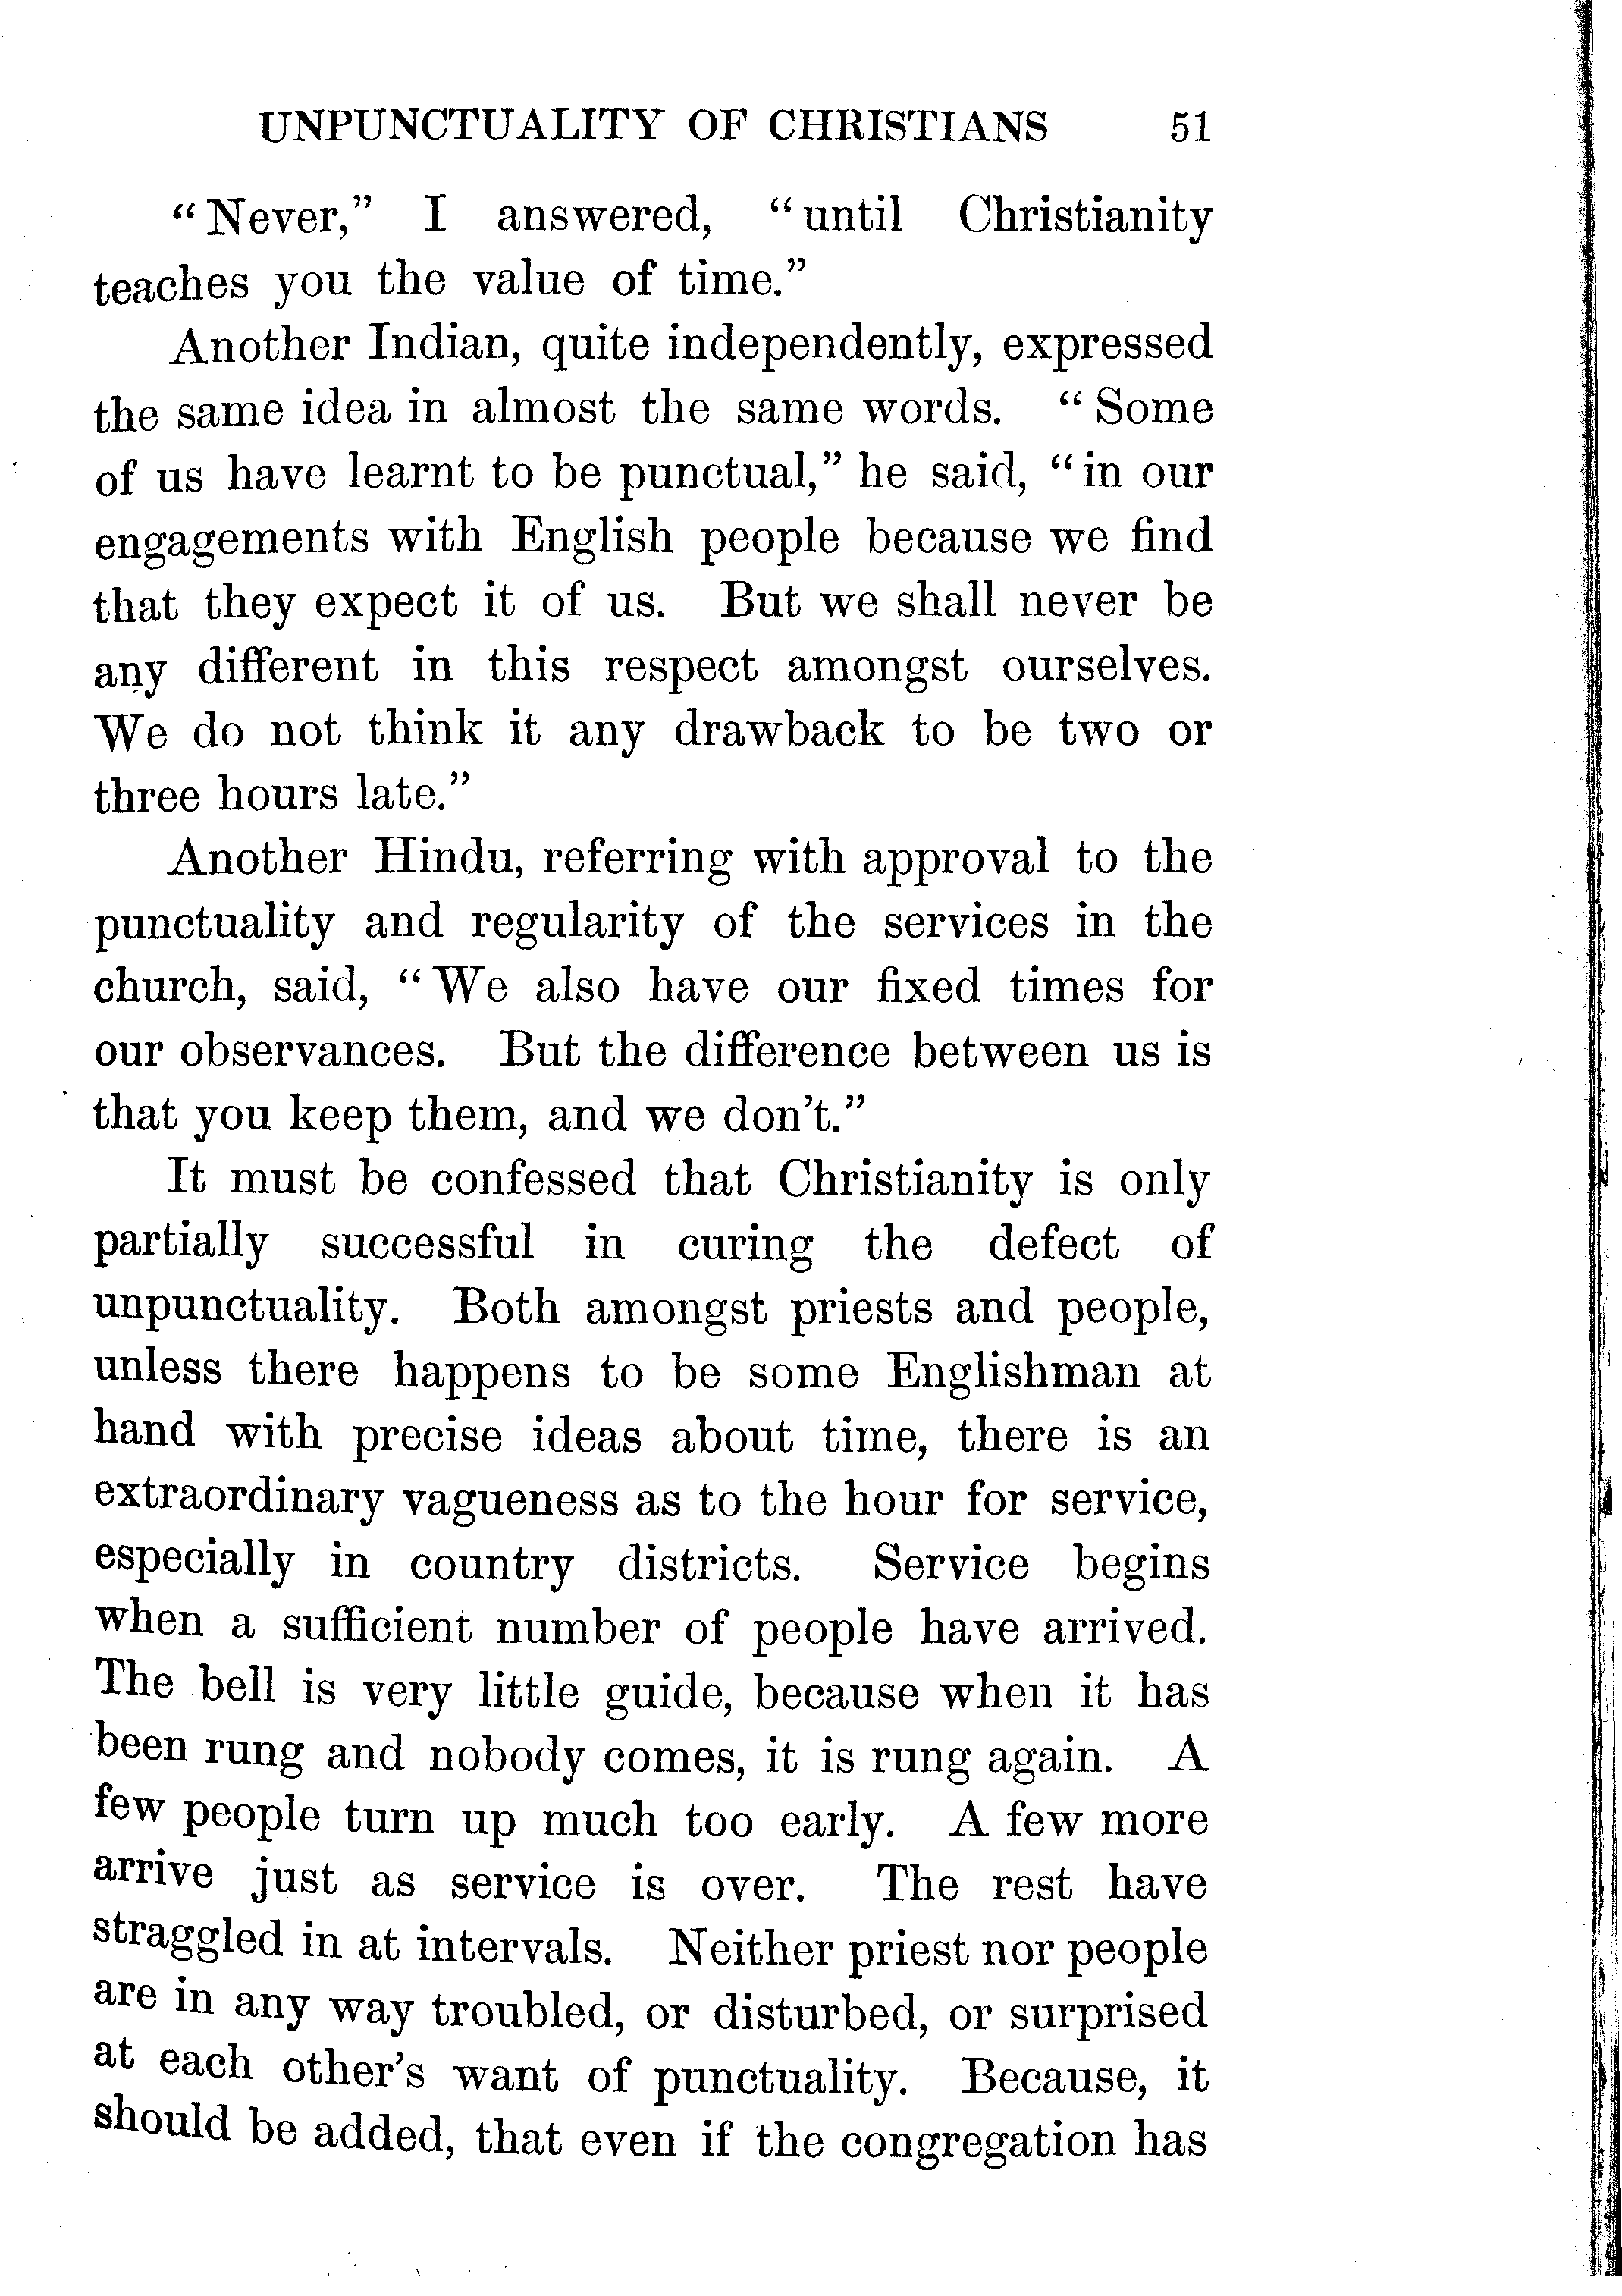 UNPUNCTUALITY OF CHRISTIANS 51
"Never," I answered, "until Christianity
teaches you the value of time."
Another Indian, quite independently, expressed
the same idea in almost the same words. "Some
of us have learnt to be punctual," he said, "in our
engagements with English people because we find
that they expect it of us. But we shall never be
any different in this respect amongst ourselves.
We do not think it any drawback to be two or
three hours late."
Another Hindu, referring with approval to the
punctuality and regularity of the services in the
church, said, "We also have our fixed times for
our observances. But the difference between us is
that you keep them, and we don't."
It must be confessed that Christianity is only
partially successful in curing the defect of
unpunctuality. Both amongst priests and people,
unless there happens to be some Englishman at
hand with precise ideas about time, there is an
extraordinary vagueness as to the hour for service,
especially in country districts. Service begins
when a sufficient number of people have arrived.
The bell is very little guide, because when it has
been rung and nobody comes, it is rung again. A
few people turn up much too early. A few more
arrive just as service is over. The rest have
straggled in at intervals. Neither priest nor people
are in any way troubled, or disturbed, or surprised
at each other's want of punctuality. Because, it
should be added, that even if the congregation has